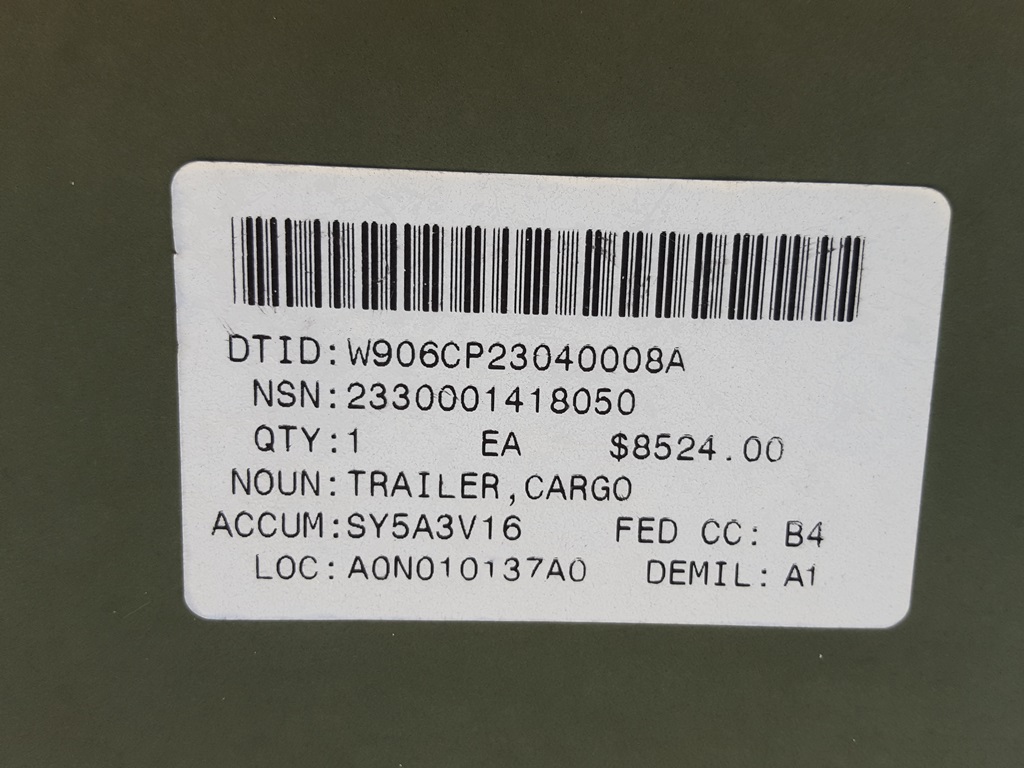 DTID:W906CP23040008A
NSN:2330001418050
QTY:1 EA $8524.00
NOUN:TRAILER,CARGO
ACCUM:SY5A3V16 FED CC: B4
LOC:A0N010137A0 DEMIL: A1